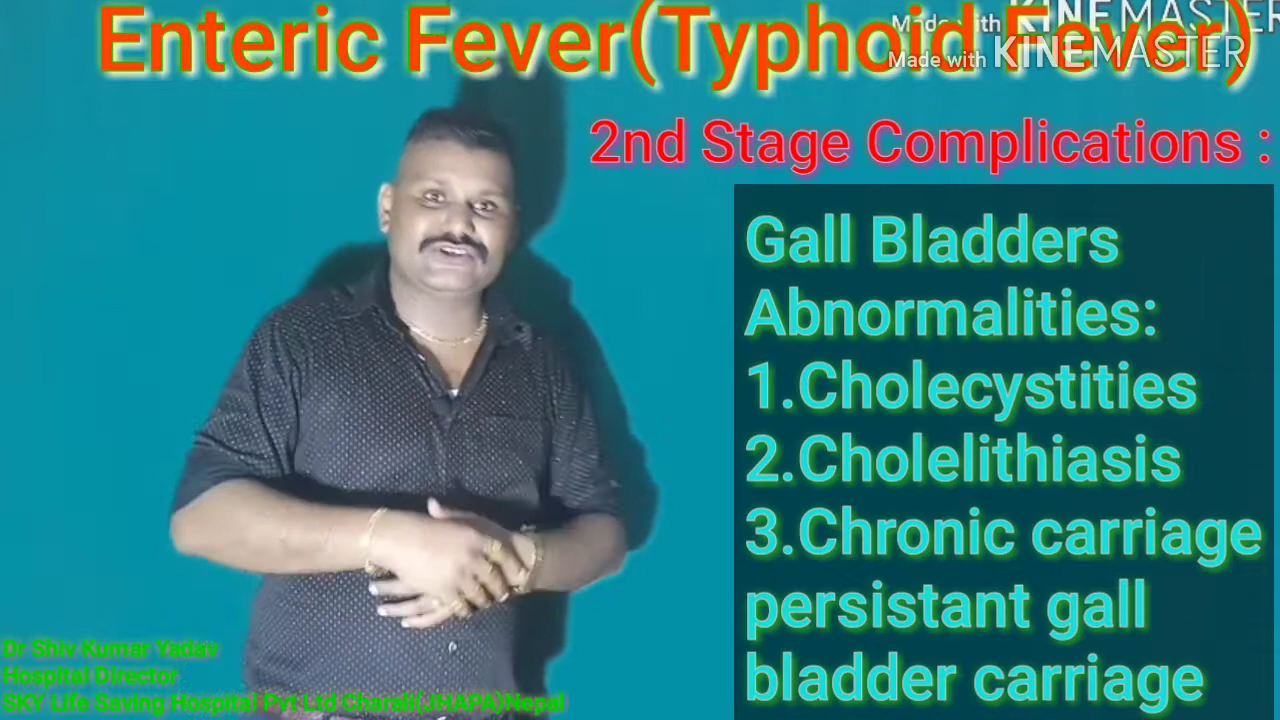 Enteric Fever(Typhoid Fever)
Made with KINEMASTER
Made with KINEMASTER
2nd Stage Complications :
Gall Bladders
Abnormalities:
1.Cholecystities
2.Cholelithiasis
3.Chronic carriage
persistant gall
bladder carriage
Dr Shiv Kumar Yadav
Hospital Director
SKY Life Saving Hospital Pvt Ltd Charali(JHAPA)Nepal